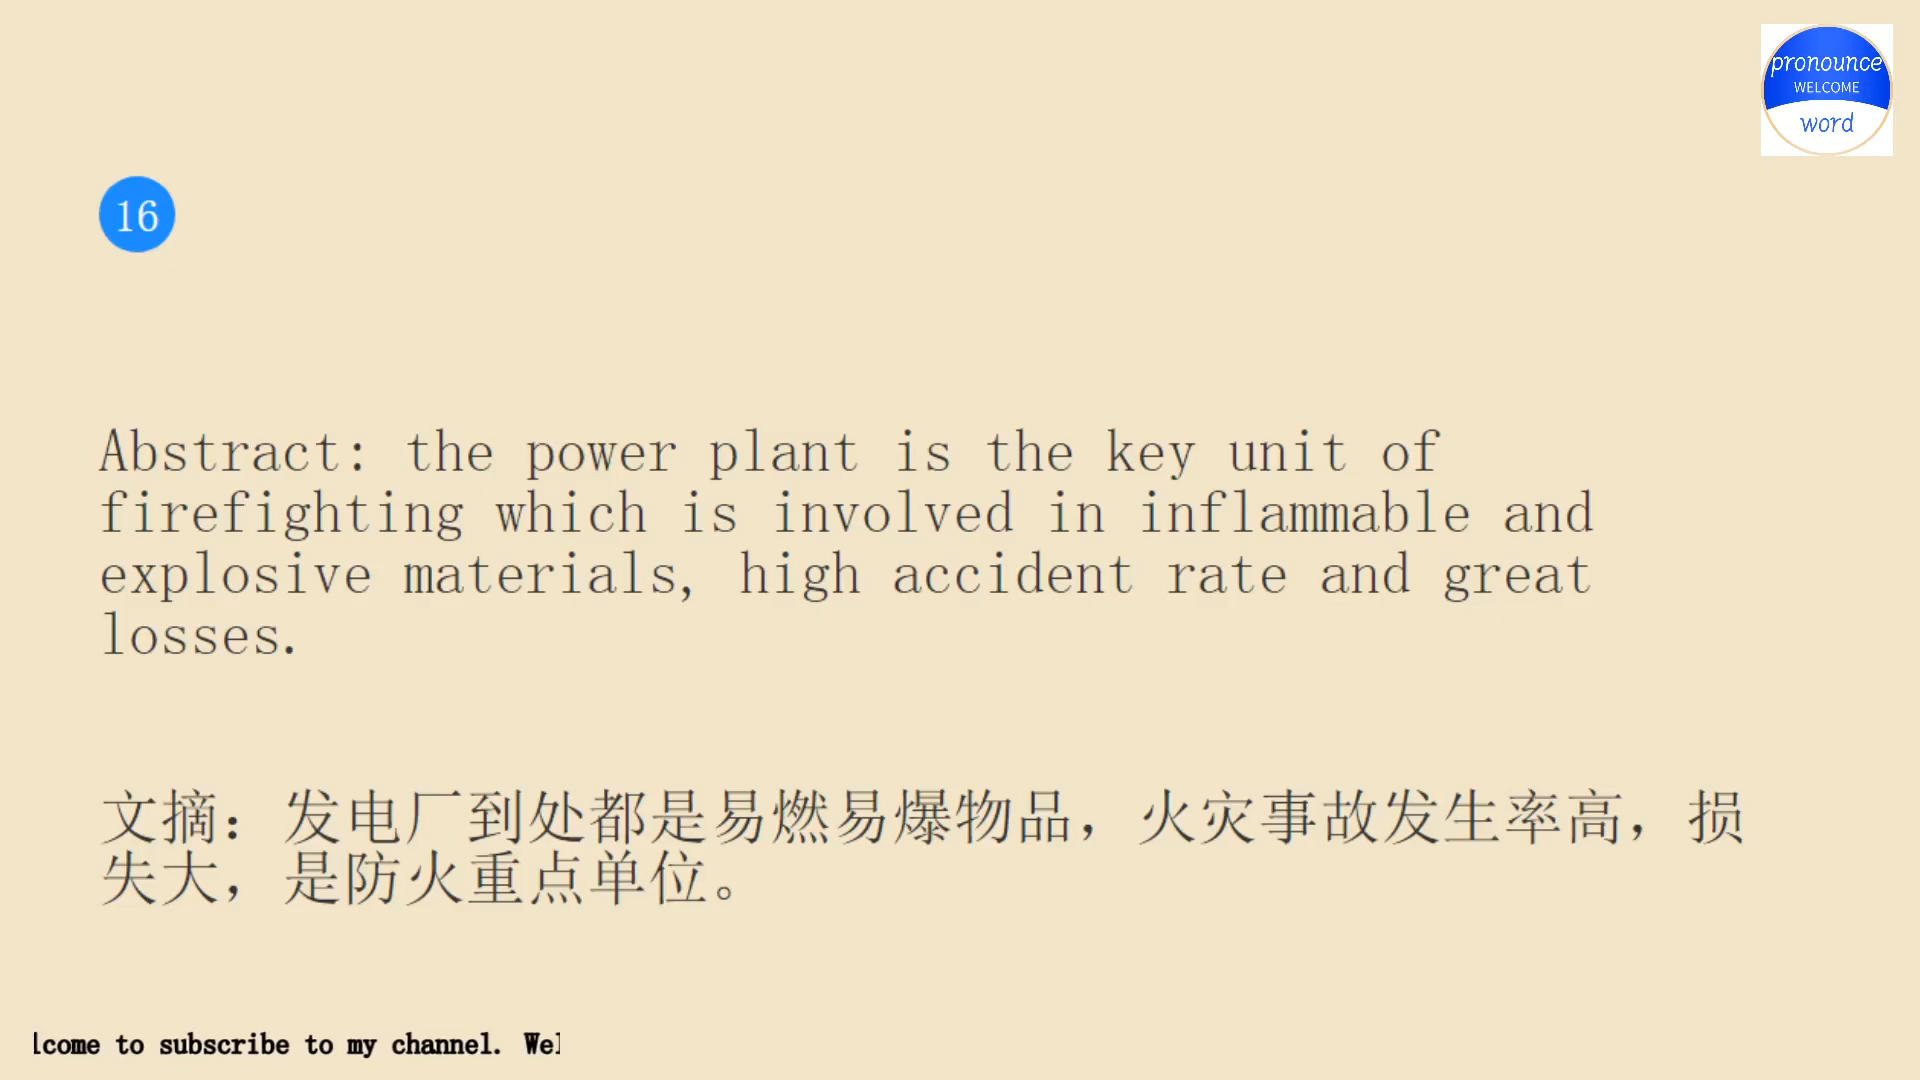 pronounce
WELCOME
word
16
Abstract: the power plant is the key unit of
firefighting which is involved in inflammable and
explosive materials, high accident rate and great
losses.
文摘：发电厂到处都是易燃易爆物品，火灾事故发生率高，损
失大，是防火重点单位。
lcome to subscribe to my channel. Wel